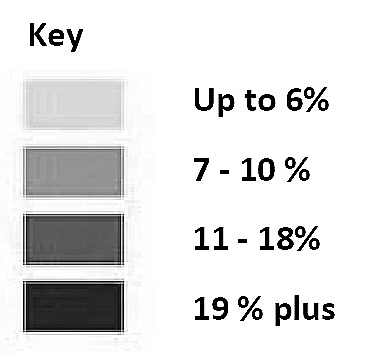 Key
Up to 6%
7 - 10 %
11 - 18%
19 % plus